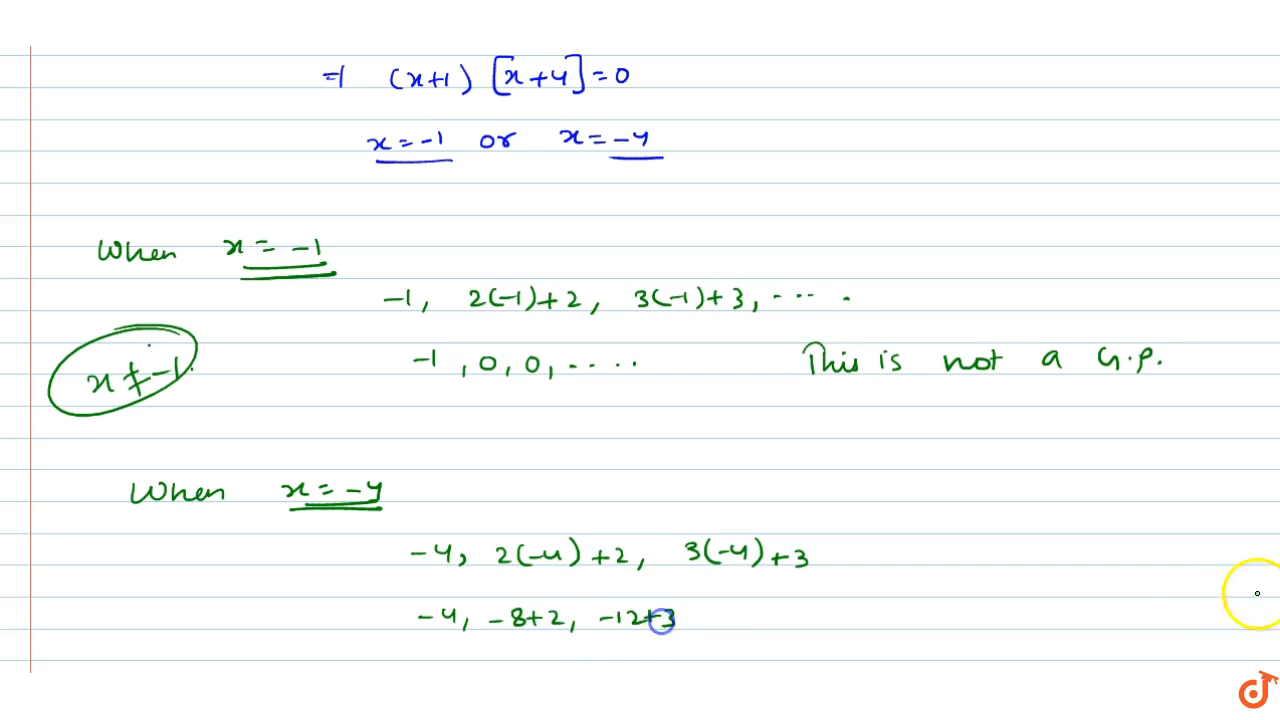 ⇒ (x+1) [x+4] = 0
x = -1 or x = -4
When x = -1
-1, 2(-1)+2, 3(-1)+3, .... .
x ≠ -1
-1, 0, 0, ..... This is not a G.P.
When x = -4
-4, 2(-4)+2, 3(-4)+3
-4, -8+2, -12+3